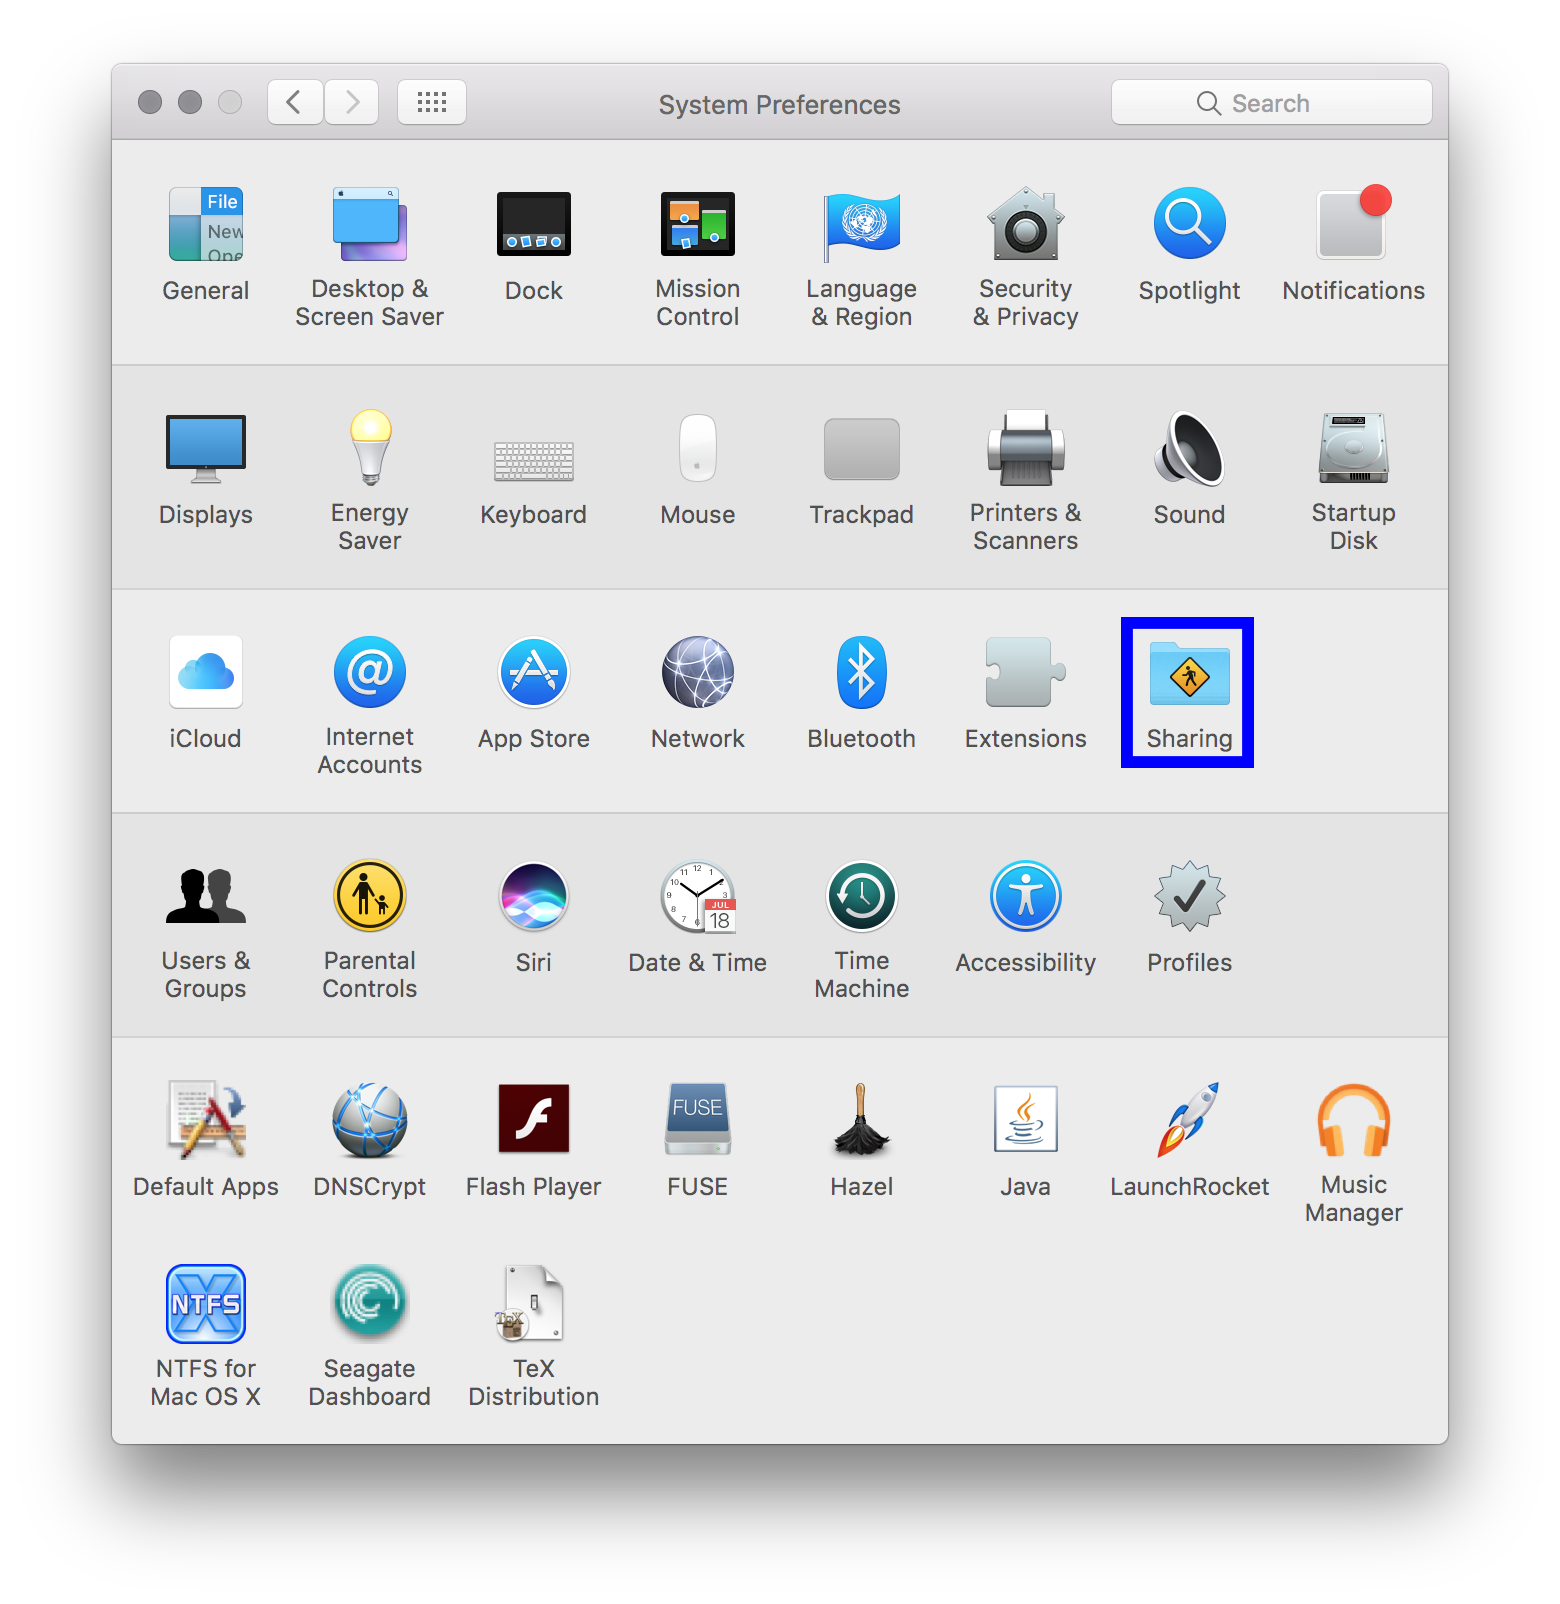 System Preferences
Search
File
New
Ope
General
Desktop &
Screen Saver
Dock
Mission
Control
Language
& Region
Security
& Privacy
Spotlight
Notifications
Displays
Energy
Saver
Keyboard
Mouse
Trackpad
Printers &
Scanners
Sound
Startup
Disk
iCloud
Internet
Accounts
App Store
Network
Bluetooth
Extensions
Sharing
JUL
18
Users &
Groups
Parental
Controls
Siri
Date & Time
Time
Machine
Accessibility
Profiles
FUSE
Default Apps
DNSCrypt
Flash Player
FUSE
Hazel
Java
LaunchRocket
Music
Manager
NTFS
TeX
NTFS for
Mac OS X
Seagate
Dashboard
TeX
Distribution